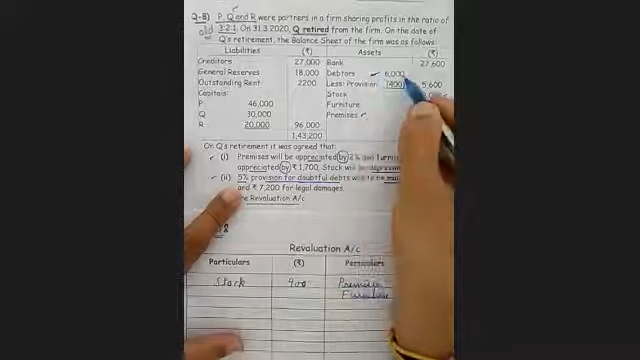 Q-8) P, Q and R were partners in a firm sharing profits in the ratio of
old 3:2:1. On 31.3.2020, Q retired from the firm. On the date of
Q's retirement, the Balance Sheet of the firm was as follows:
Liabilities (₹) Assets (₹)
Creditors 27,000 Bank 27,600
General Reserves 18,000 Debtors 6,000
Outstanding Rent 2200 Less: Provision (400) 5,600
Capitals: Stock
P 46,000 Furniture
Q 30,000 Premises
R 20,000 96,000
1,43,200
On Q's retirement it was agreed that:
(i) Premises will be appreciated by 2% and
appreciated by ₹ 1,700. Stock will be
(ii) 5% provision for doubtful debts
and ₹ 7,200 for legal damages.
Revaluation A/c
8
Revaluation A/c
Particulars (₹) Particulars
Stock 900 Premise
Furniture